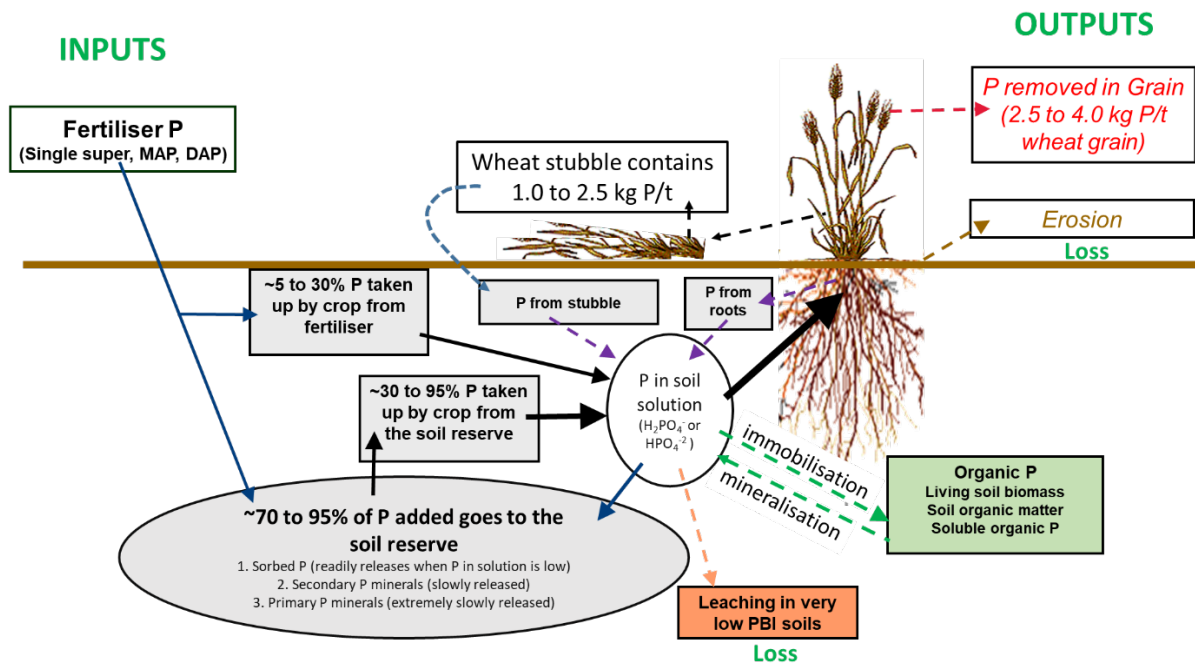 INPUTS
OUTPUTS
Fertiliser P
(Single super, MAP, DAP)
Wheat stubble contains
1.0 to 2.5 kg P/t
P removed in Grain
(2.5 to 4.0 kg P/t
wheat grain)
Erosion
Loss
~5 to 30% P taken
up by crop from
fertiliser
P from stubble
P from
roots
~30 to 95% P taken
up by crop from
the soil reserve
P in soil
solution
(H₂PO₄⁻ or
HPO₄⁻²)
immobilisation
mineralisation
Organic P
Living soil biomass
Soil organic matter
Soluble organic P
~70 to 95% of P added goes to the
soil reserve
1. Sorbed P (readily releases when P in solution is low)
2. Secondary P minerals (slowly released)
3. Primary P minerals (extremely slowly released)
Leaching in very
low PBI soils
Loss